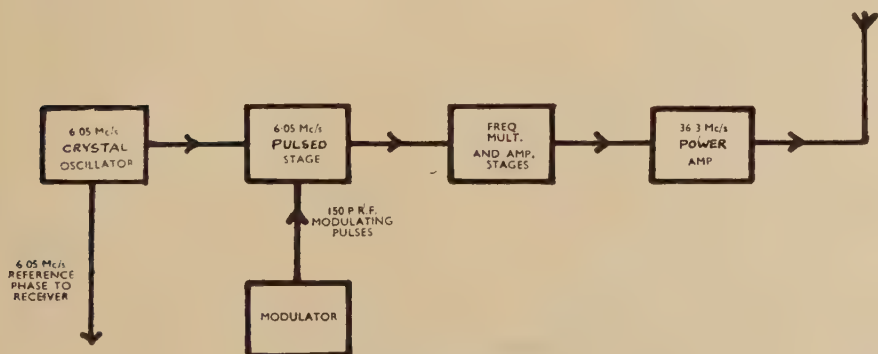 6·05 Mc/s
CRYSTAL
OSCILLATOR
6·05 Mc/s
PULSED
STAGE
FREQ
MULT.
AND AMP.
STAGES
36·3 Mc/s
POWER
AMP
150 P.R.F.
MODULATING
PULSES
6·05 Mc/s
REFERENCE
PHASE TO
RECEIVER
MODULATOR